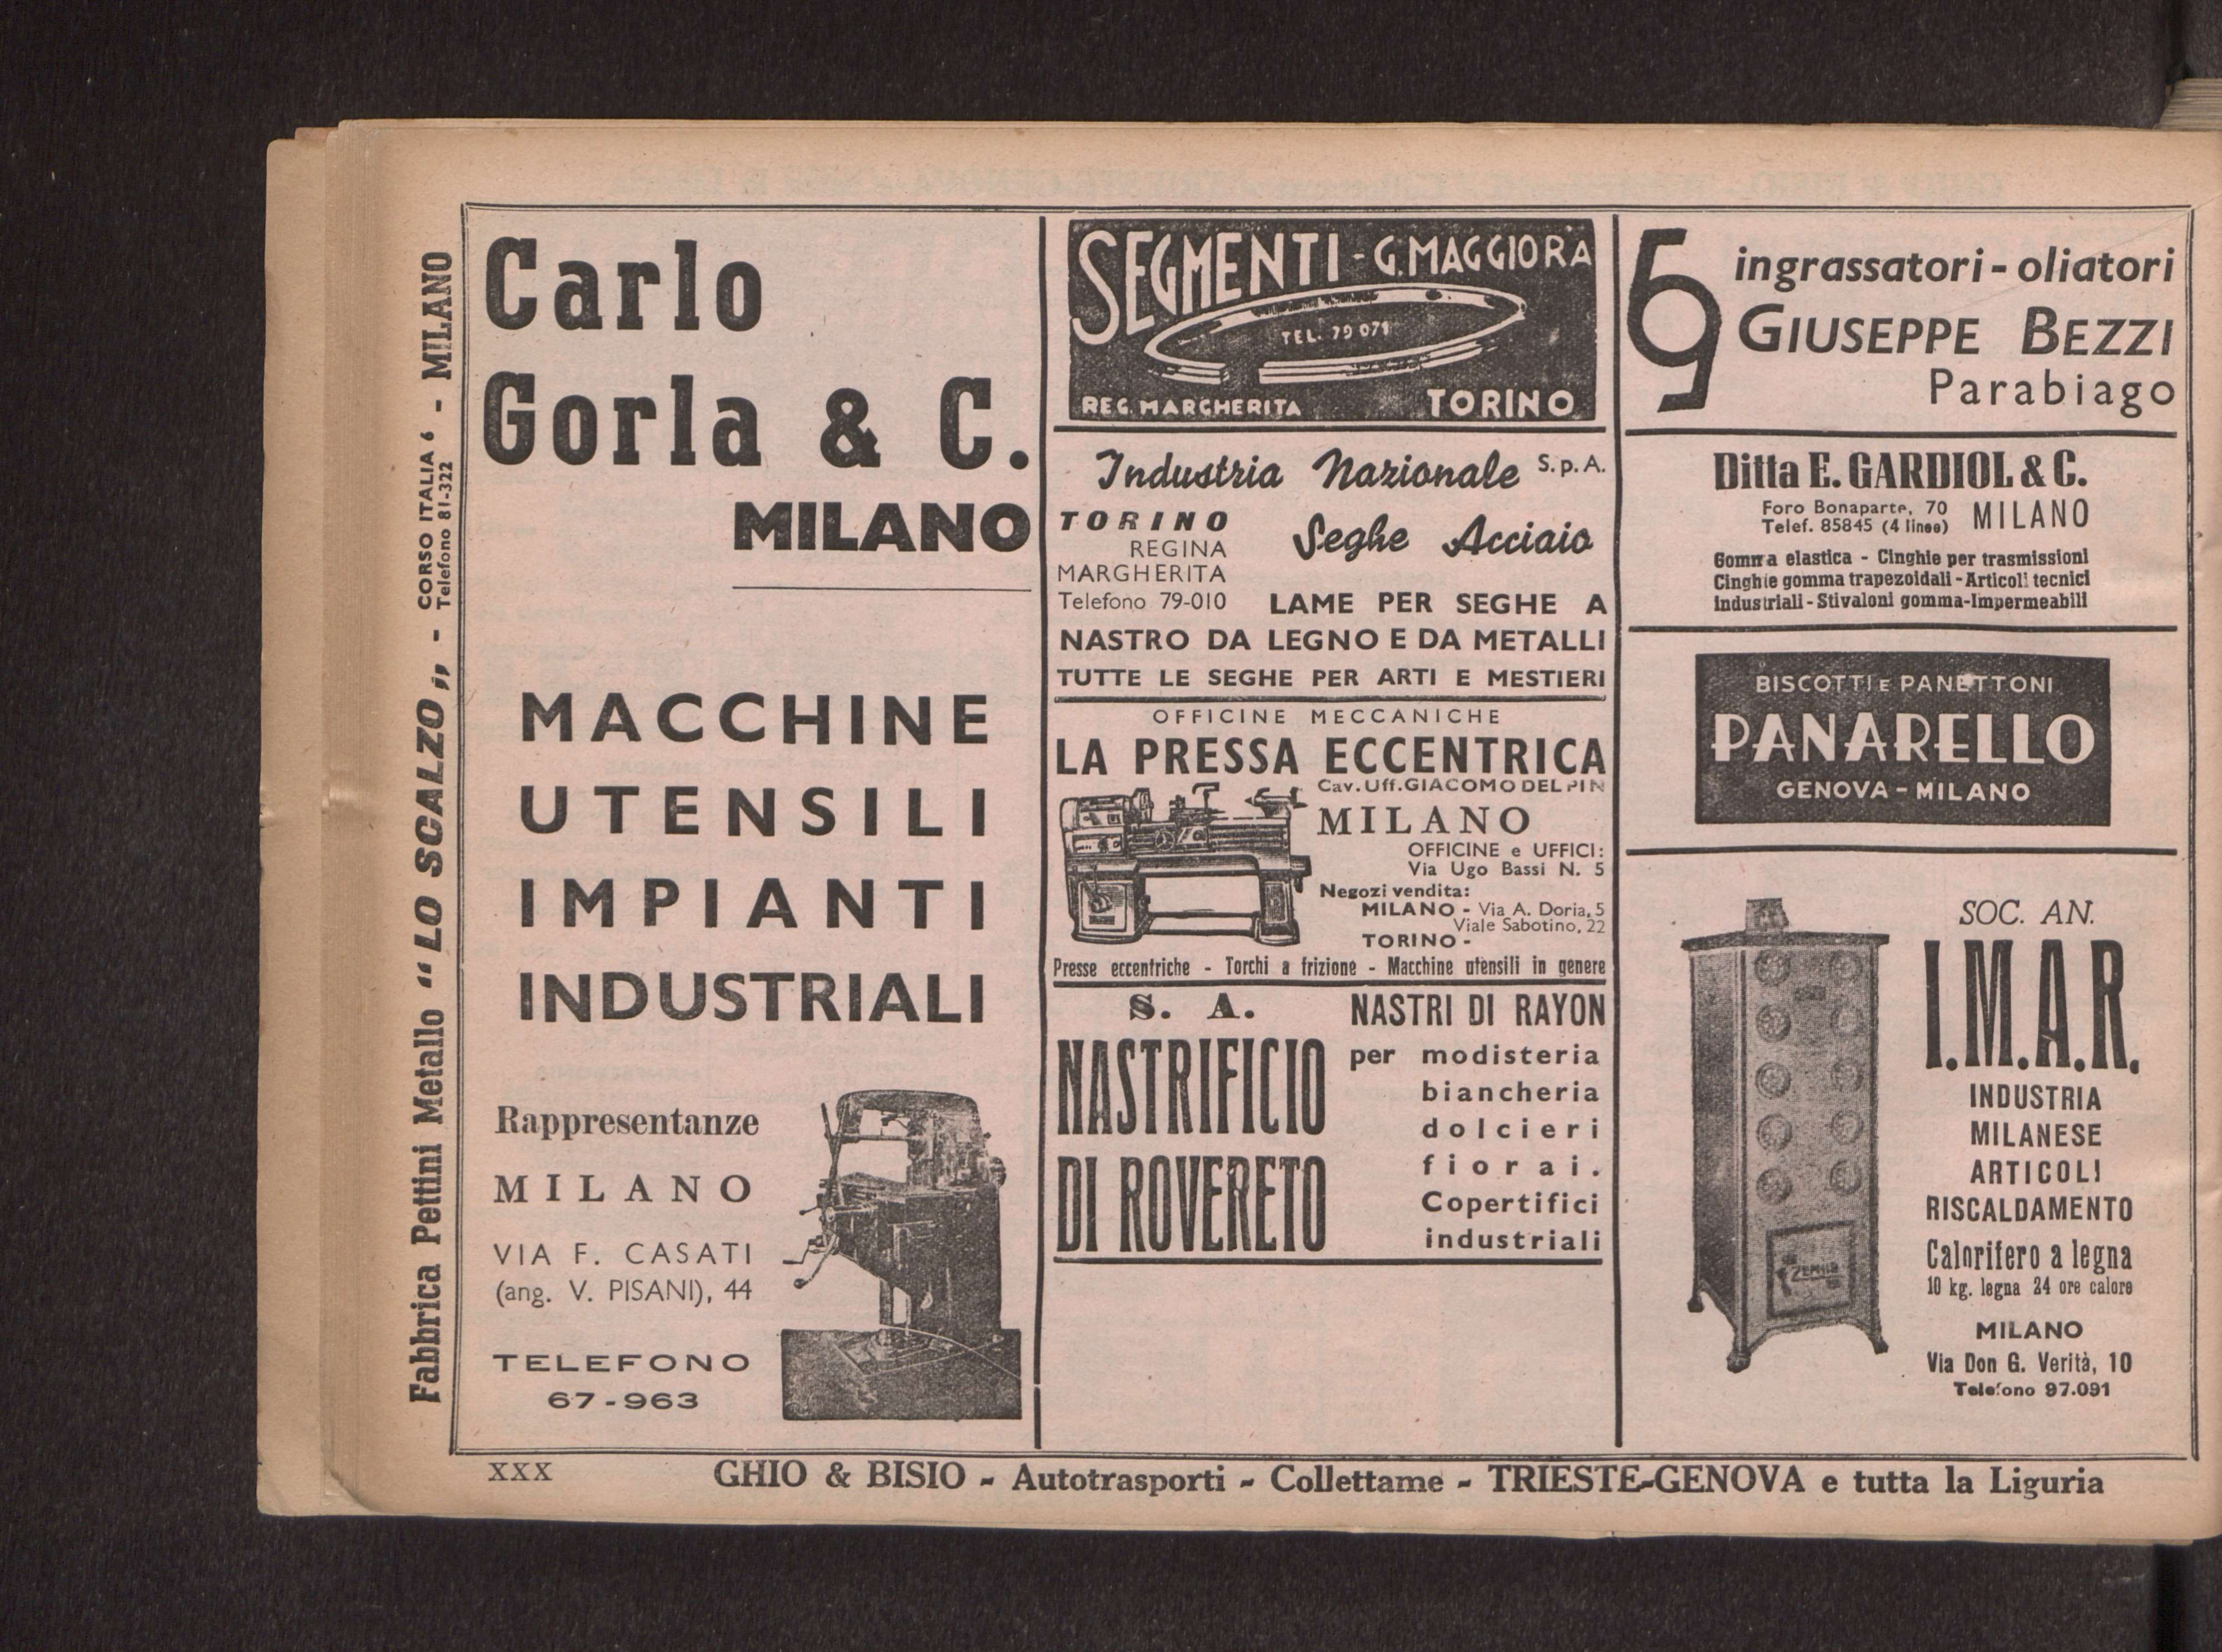 Fabbrica Pettini Metallo "LO SCALZO„ - CORSO ITALIA 6 - MILANO
Telefono 81-322
Carlo
Gorla & C.
MILANO
MACCHINE
UTENSILI
IMPIANTI
INDUSTRIALI
Rappresentanze
MILANO
VIA F. CASATI
(ang. V. PISANI), 44
TELEFONO
67-963
SEGMENTI - G. MAGGIORA
TEL. 79 071
REG. MARGHERITA TORINO
Industria Nazionale S.p.A.
Seghe Acciaio
TORINO
REGINA
MARGHERITA
Telefono 79-010
LAME PER SEGHE A
NASTRO DA LEGNO E DA METALLI
TUTTE LE SEGHE PER ARTI E MESTIERI
OFFICINE MECCANICHE
LA PRESSA ECCENTRICA
Cav. Uff. GIACOMO DEL PIN
MILANO
OFFICINE e UFFICI:
Via Ugo Bassi N. 5
Negozi vendita:
MILANO - Via A. Doria, 5
Viale Sabotino, 22
TORINO -
Presse eccentriche - Torchi a frizione - Macchine utensili in genere
S. A.
NASTRIFICIO
DI ROVERETO
NASTRI DI RAYON
per modisteria
biancheria
dolcieri
fiorai.
Copertifici
industriali
ingrassatori - oliatori
GIUSEPPE BEZZI
Parabiago
Ditta E. GARDIOL & C.
Foro Bonaparte, 70
Telef. 85845 (4 linee)
MILANO
Gomma elastica - Cinghie per trasmissioni
Cinghie gomma trapezoidali - Articoli tecnici
industriali - Stivaloni gomma - Impermeabili
BISCOTTI E PANETTONI
PANARELLO
GENOVA - MILANO
SOC. AN.
I.M.A.R.
INDUSTRIA
MILANESE
ARTICOLI
RISCALDAMENTO
Calorifero a legna
10 kg. legna 24 ore calore
MILANO
Via Don G. Verità, 10
Telefono 97.091
XXX
GHIO & BISIO - Autotrasporti - Collettame - TRIESTE-GENOVA e tutta la Liguria